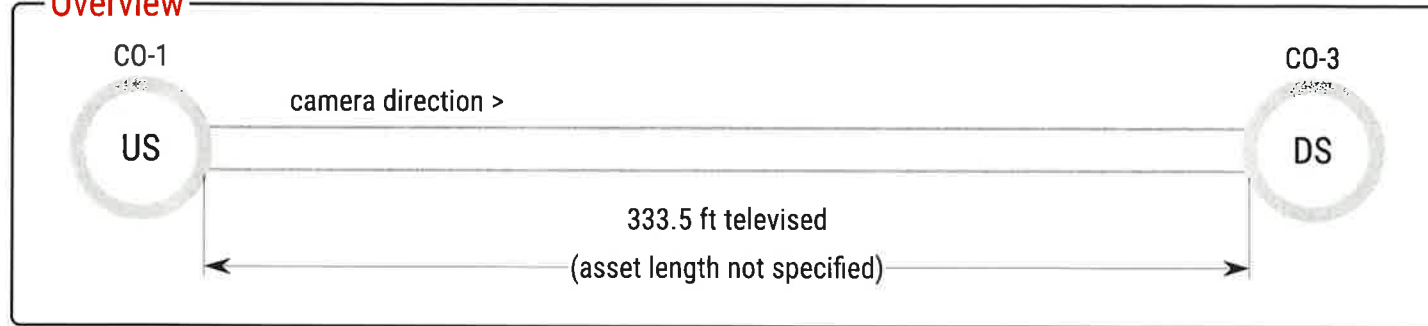 Overview
CO-1
CO-3
camera direction >
US
DS
333.5 ft televised
(asset length not specified)